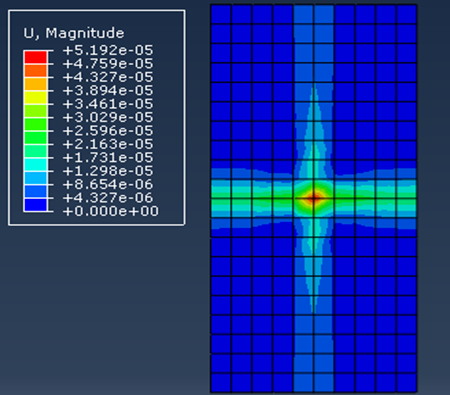 U, Magnitude
+5.192e-05
+4.759e-05
+4.327e-05
+3.894e-05
+3.461e-05
+3.029e-05
+2.596e-05
+2.163e-05
+1.731e-05
+1.298e-05
+8.654e-06
+4.327e-06
+0.000e+00